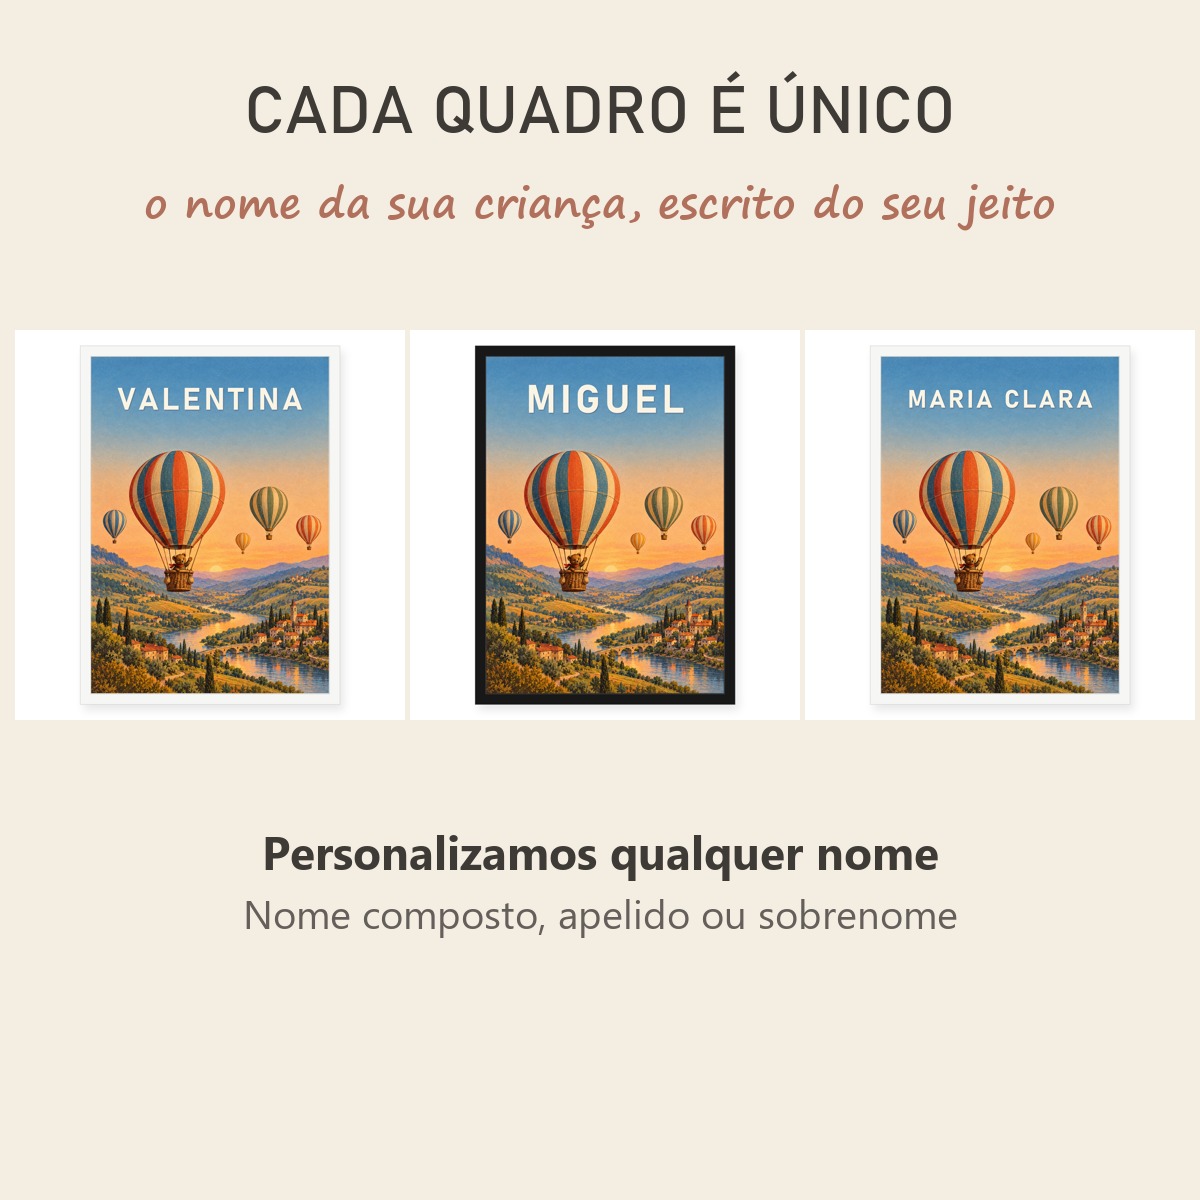 CADA QUADRO É ÚNICO
o nome da sua criança, escrito do seu jeito
VALENTINA
MIGUEL
MARIA CLARA
Personalizamos qualquer nome
Nome composto, apelido ou sobrenome